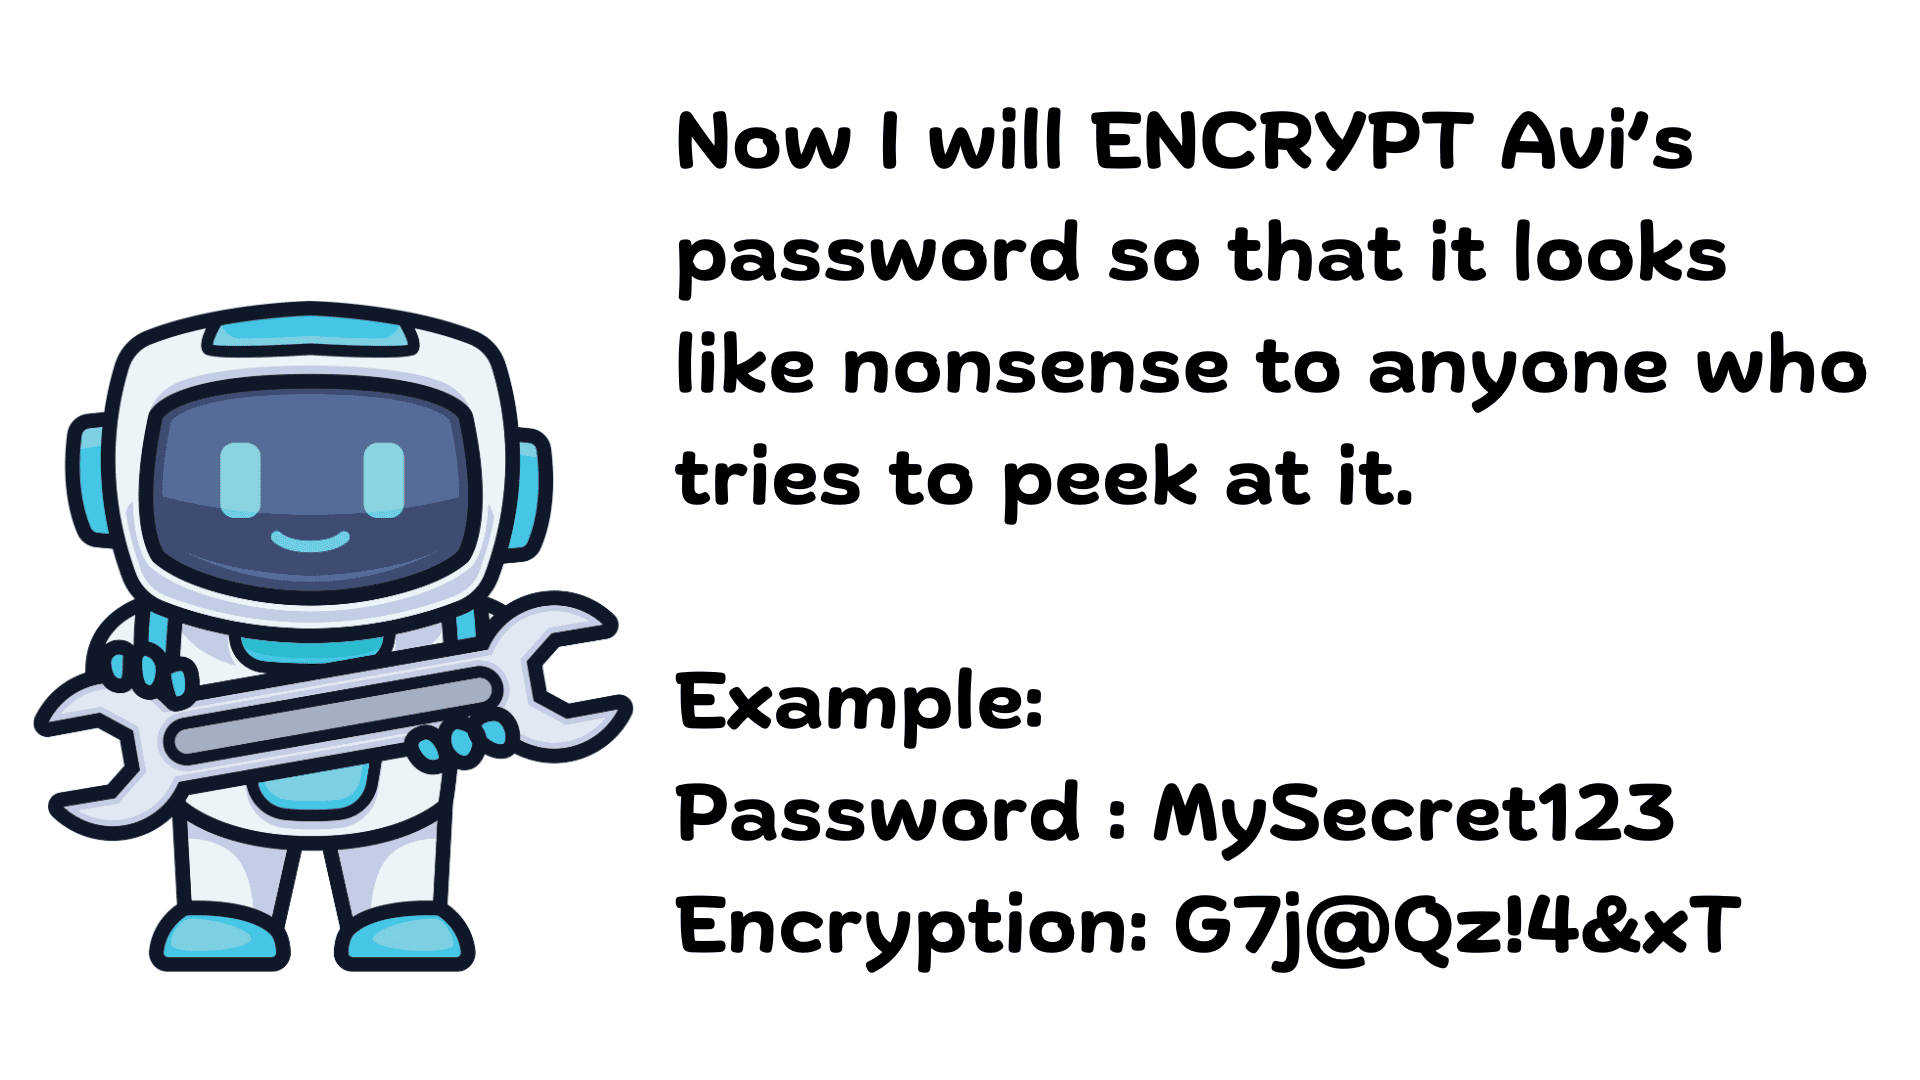 Now I will ENCRYPT Avi's
password so that it looks
like nonsense to anyone who
tries to peek at it.
Example:
Password : MySecret123
Encryption: G7j@Qz!4&xT